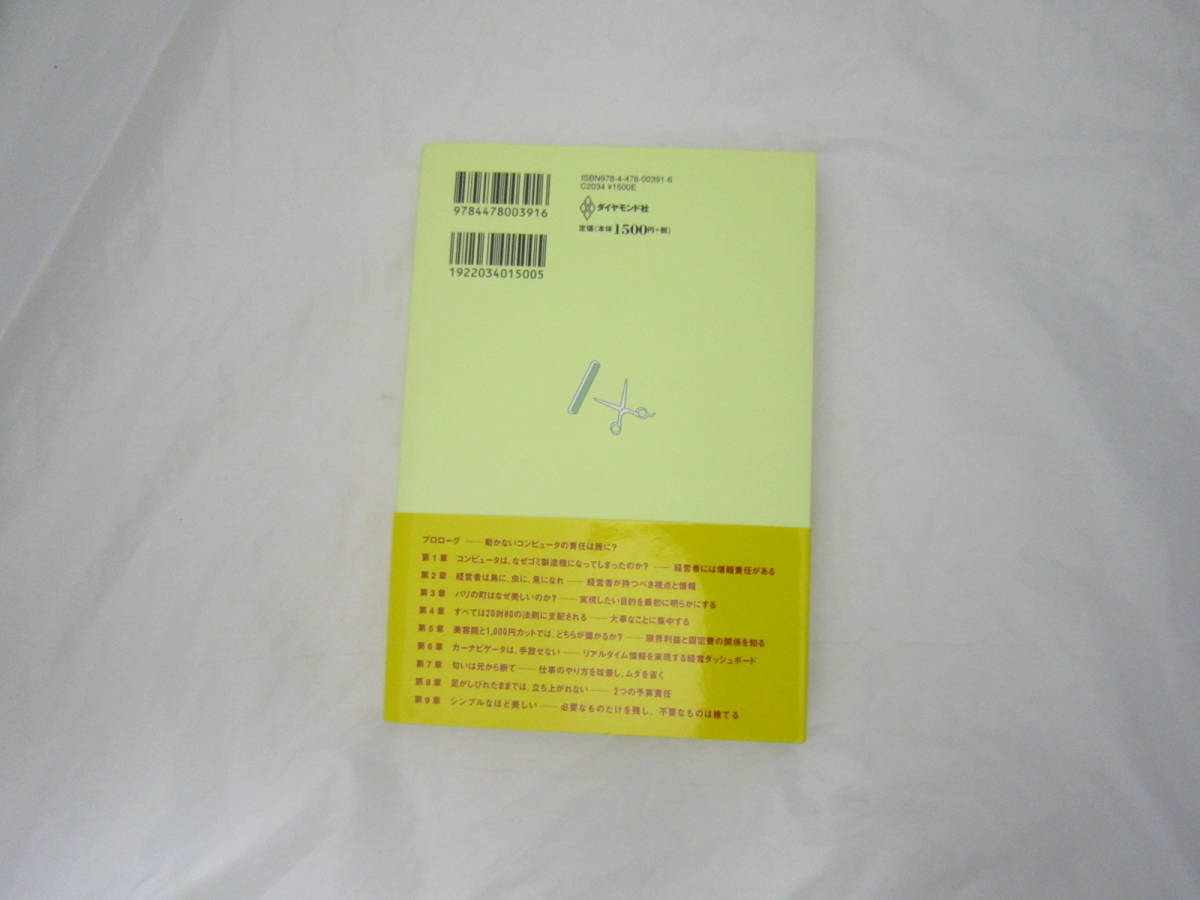 9784478003916
1922034015005
ISBN978-4-478-00391-6
C2034 ¥1500E
ダイヤモンド社
定価(本体1500円+税)
プロローグ ── 動かないコンピュータの責任は誰に?
第1章 コンピュータは、なぜゴミ製造機になってしまったのか? ── 経営者には情報責任がある
第2章 経営者は鳥に、虫に、魚になれ ── 経営者が持つべき視点と情報
第3章 パリの町はなぜ美しいのか? ── 実現したい目的を最初に明らかにする
第4章 すべては20対80の法則に支配される ── 大事なことに集中する
第5章 美容院と1,000円カットでは、どちらが儲かるか? ── 限界利益と固定費の関係を知る
第6章 カーナビゲータは、手放せない ── リアルタイム情報を実現する経営ダッシュボード
第7章 匂いは元から断て ── 仕事のやり方を改善し、ムダを省く
第8章 足がしびれたままでは、立ち上がれない ── 2つの予算責任
第9章 シンプルなほど美しい ── 必要なものだけを残し、不要なものは捨てる